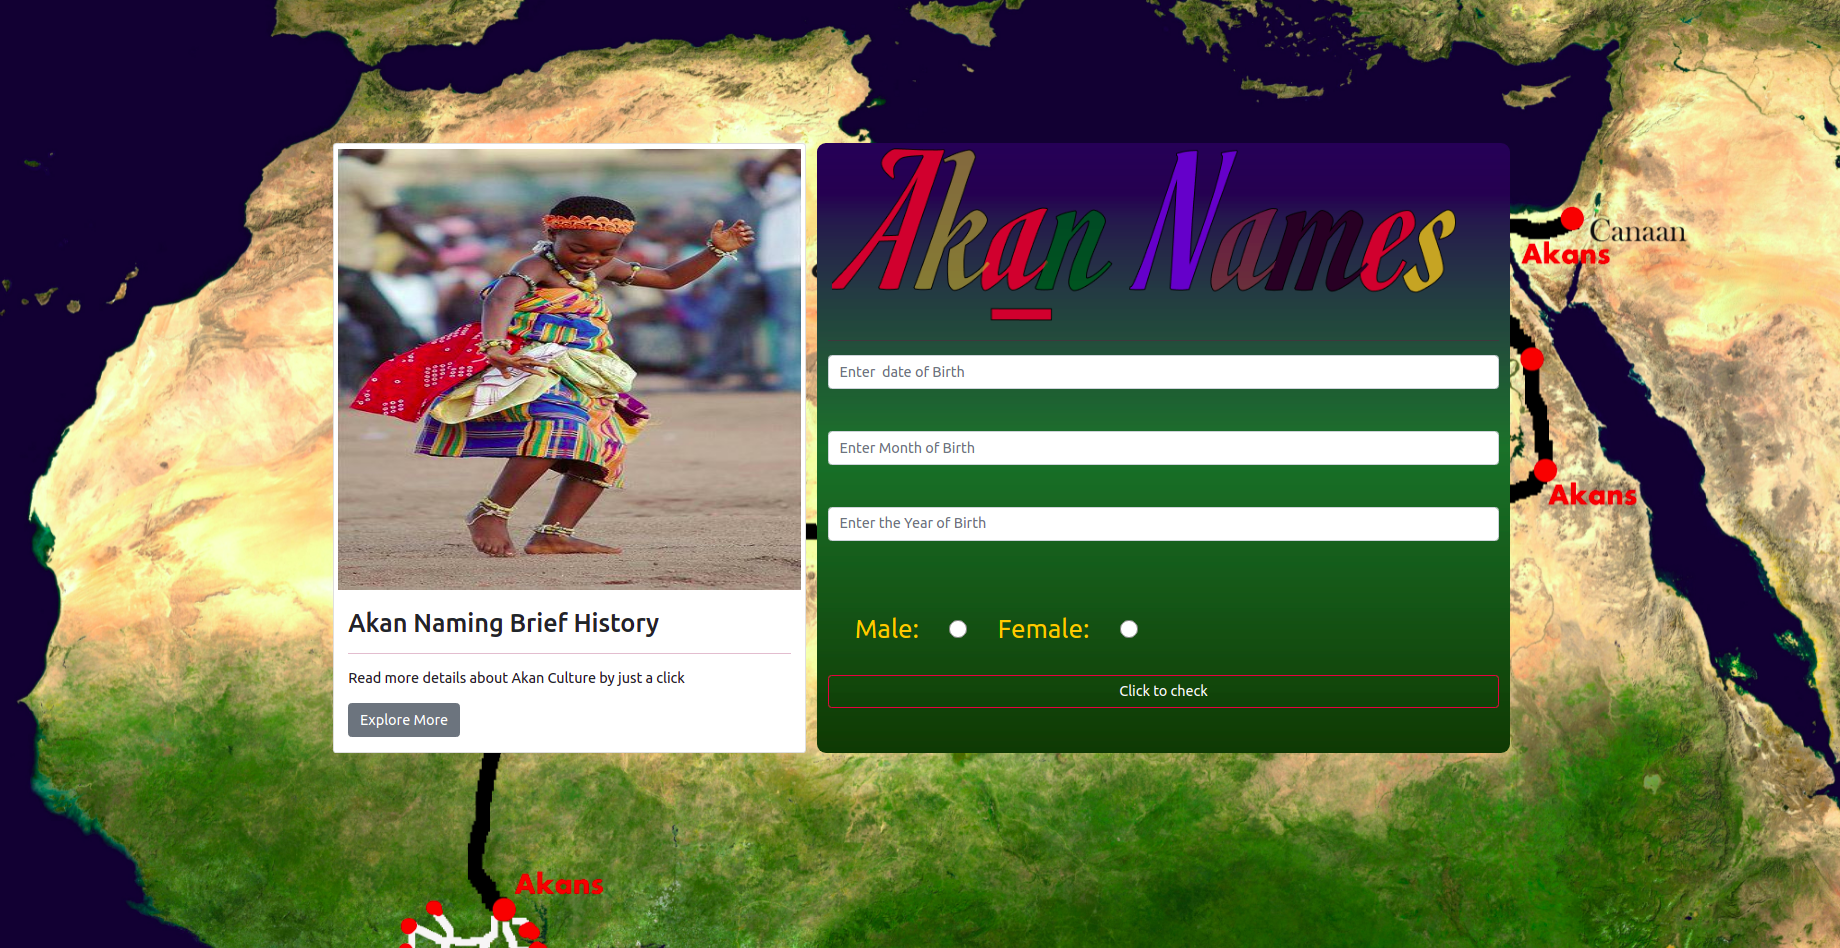 Akan Names
Canaan
Akans
Enter  date of Birth
Enter Month of Birth
Akans
Enter the Year of Birth
Akan Naming Brief History
Male:
Female:
Read more details about Akan Culture by just a click
Click to check
Explore More
Akans